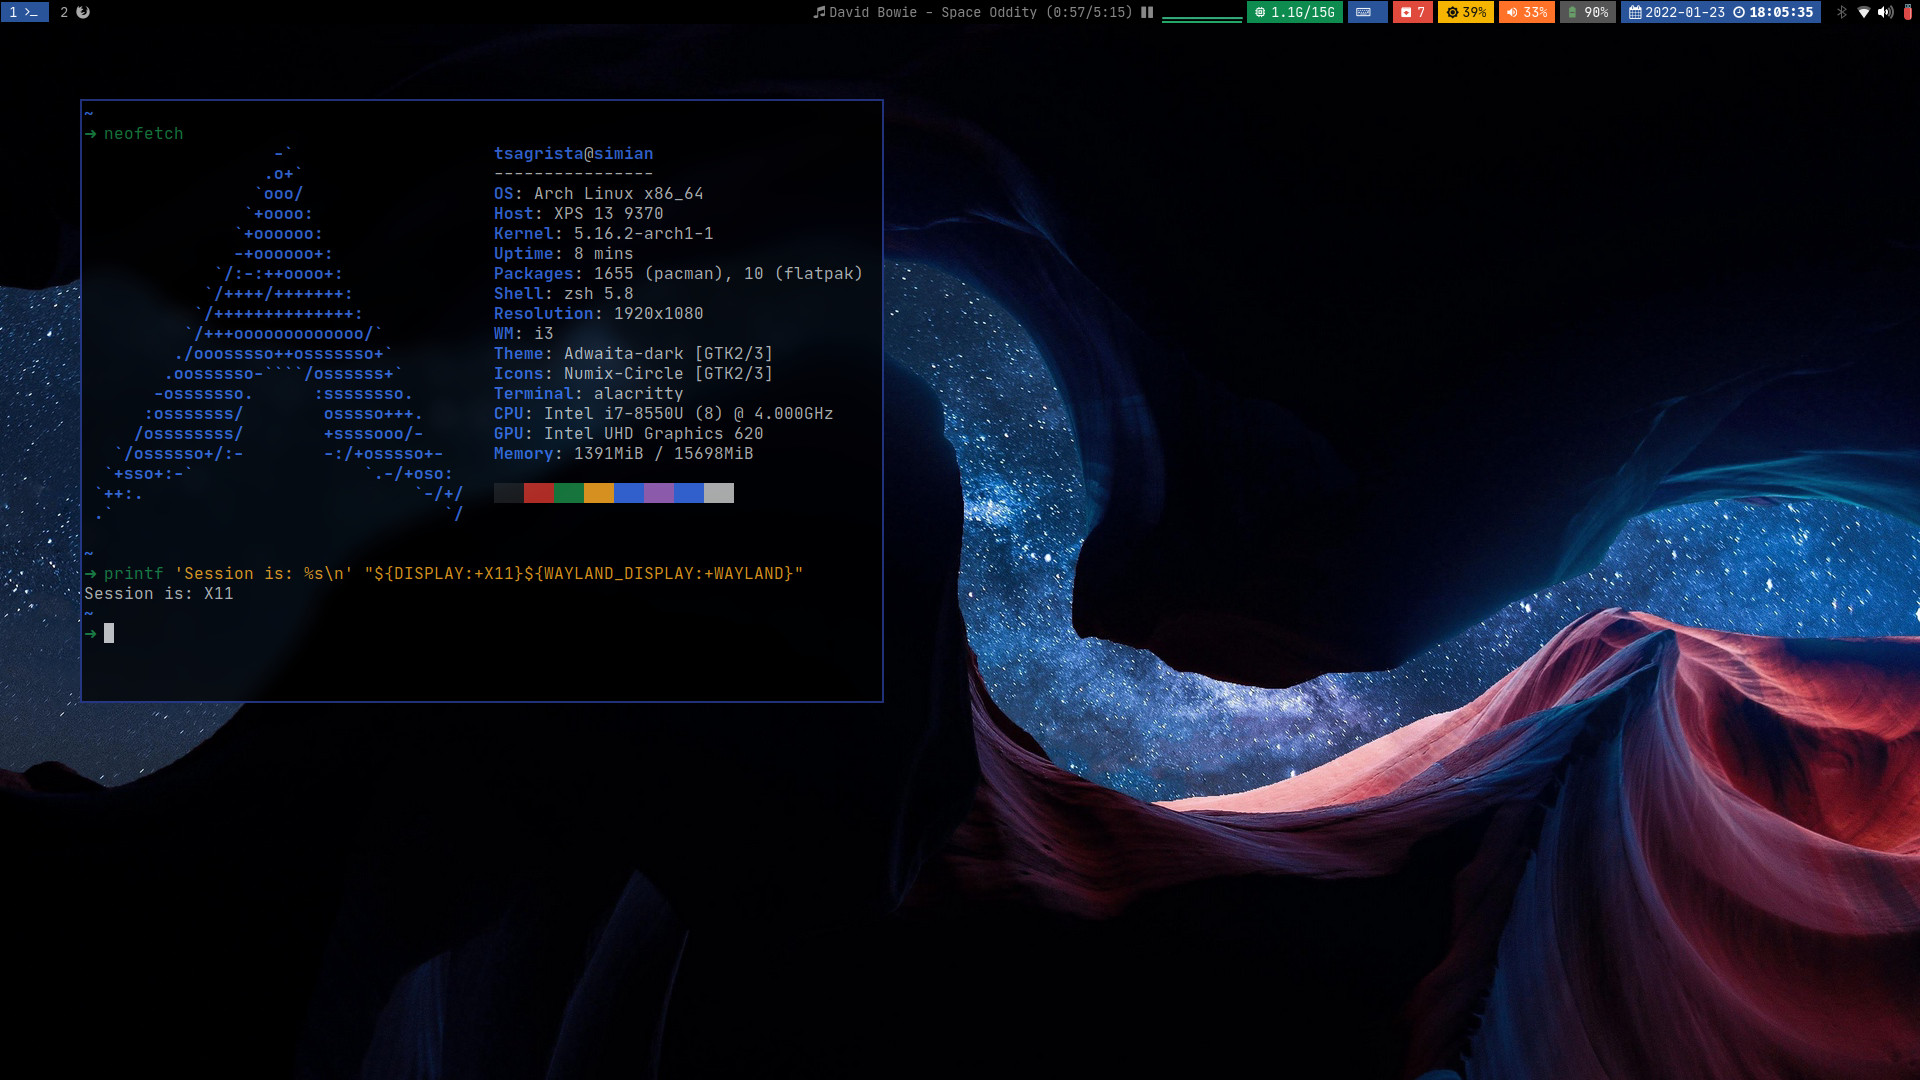 1 >_ 2 David Bowie - Space Oddity (0:57/5:15) 1.1G/15G 7 39% 33% 90% 2022-01-23 18:05:35
~
→ neofetch
-`
.o+`
`ooo/
`+oooo:
`+oooooo:
-+oooooo+:
`/:-:++oooo+:
`/++++/+++++++:
`/++++++++++++++:
`/+++ooooooooooooo/`
./ooosssso++osssssso+`
.oossssso-````/ossssss+`
-osssssso. :ssssssso.
:osssssss/ osssso+++.
/ossssssss/ +ssssooo/-
`/ossssso+/:- -:/+osssso+-
`+sso+:-` `.-/+oso:
`++:. `-/+/
.` `/
tsagrista@simian
----------------
OS: Arch Linux x86_64
Host: XPS 13 9370
Kernel: 5.16.2-arch1-1
Uptime: 8 mins
Packages: 1655 (pacman), 10 (flatpak)
Shell: zsh 5.8
Resolution: 1920x1080
WM: i3
Theme: Adwaita-dark [GTK2/3]
Icons: Numix-Circle [GTK2/3]
Terminal: alacritty
CPU: Intel i7-8550U (8) @ 4.000GHz
GPU: Intel UHD Graphics 620
Memory: 1391MiB / 15698MiB
~
→ printf 'Session is: %s\n' "${DISPLAY:+X11}${WAYLAND_DISPLAY:+WAYLAND}"
Session is: X11
~
→